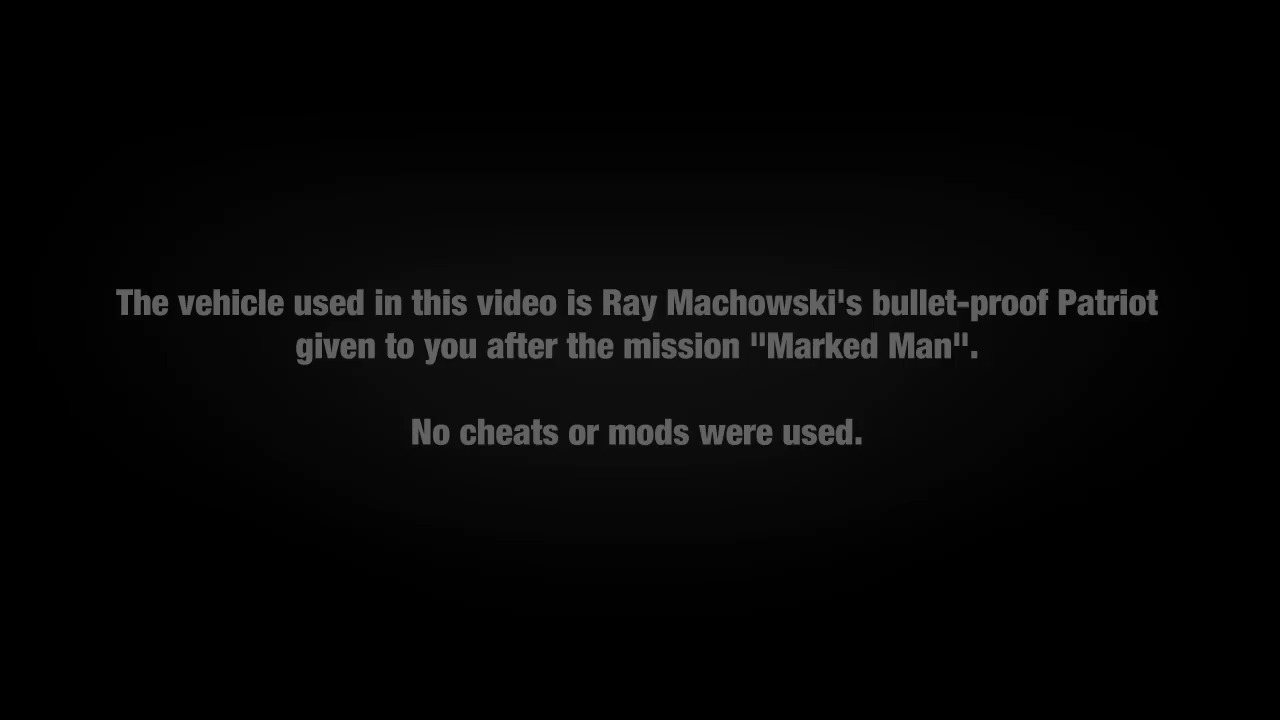 The vehicle used in this video is Ray Machowski's bullet-proof Patriot
given to you after the mission "Marked Man".
No cheats or mods were used.